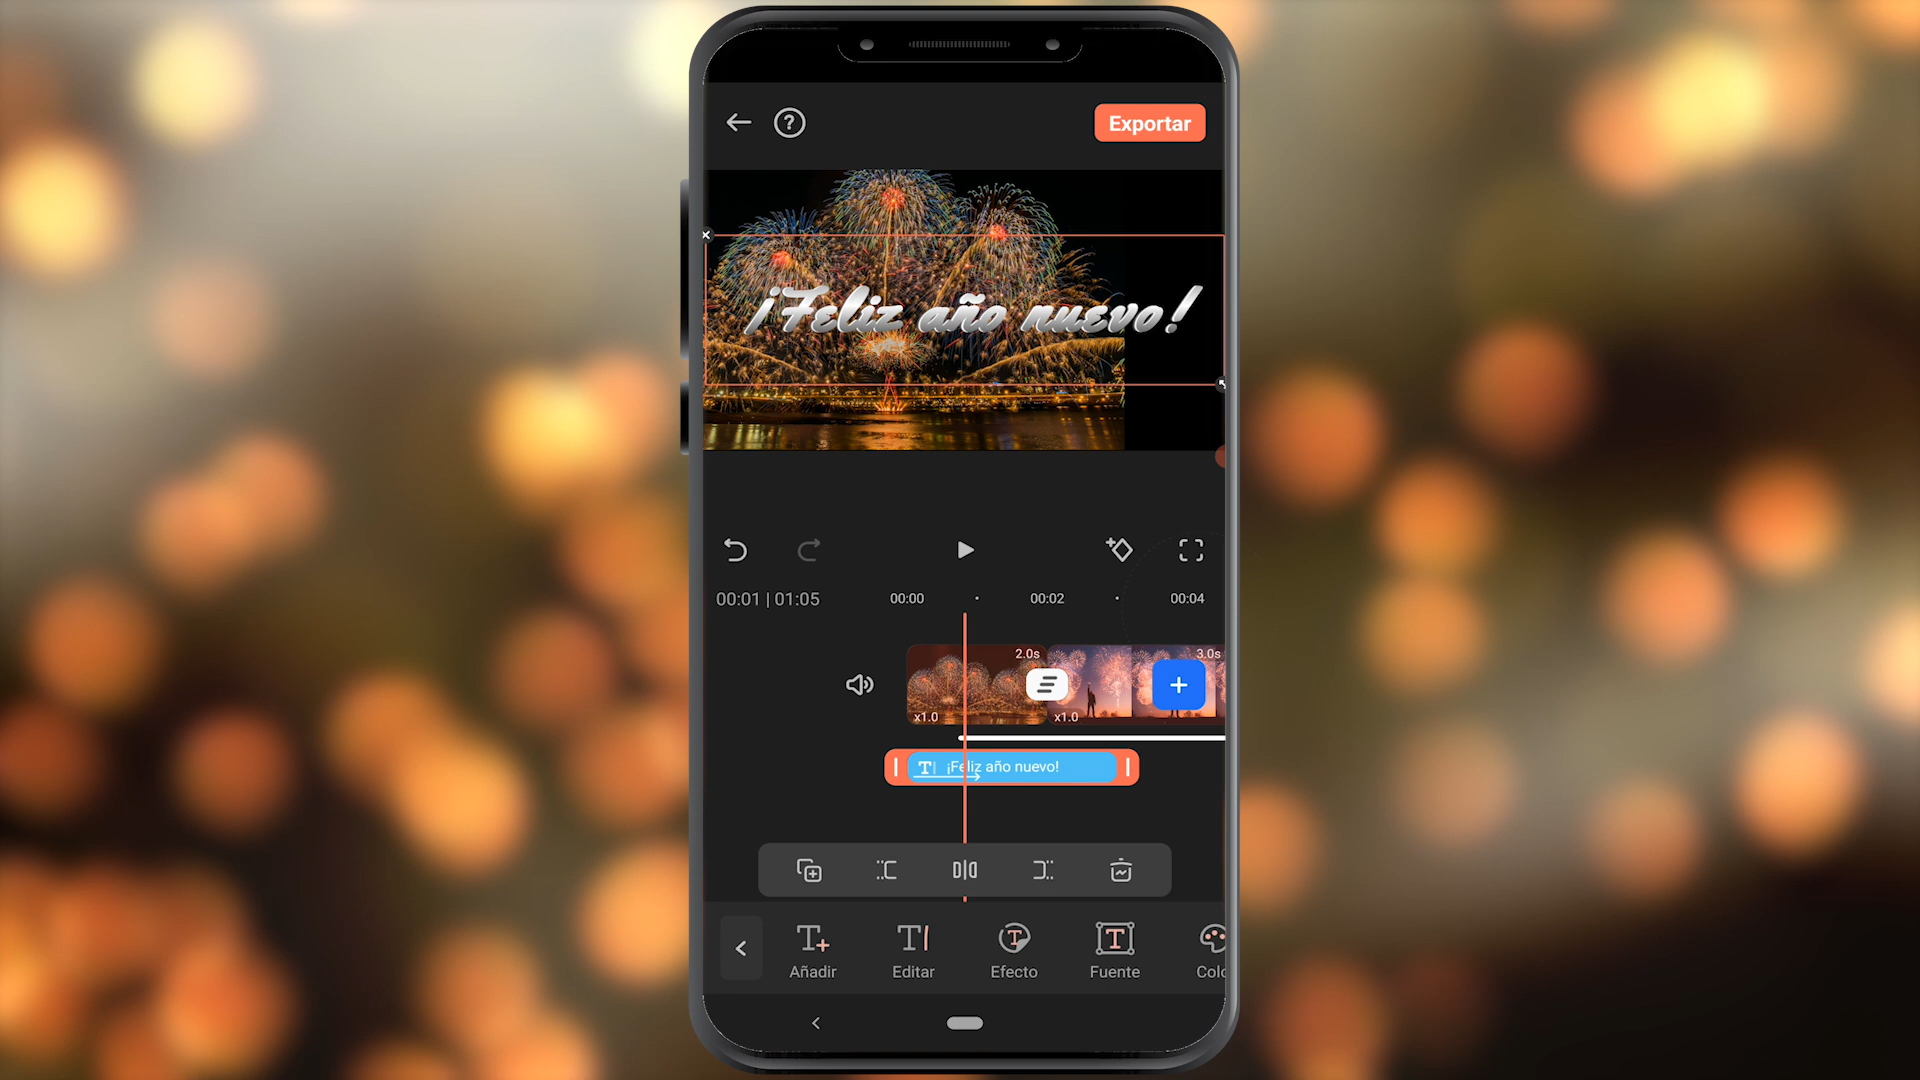 Exportar
¡Feliz año nuevo!
00:01 | 01:05
00:00
00:02
00:04
2.0s
3.0s
x1.0
x1.0
¡Feliz año nuevo!
Añadir
Editar
Efecto
Fuente
Colo